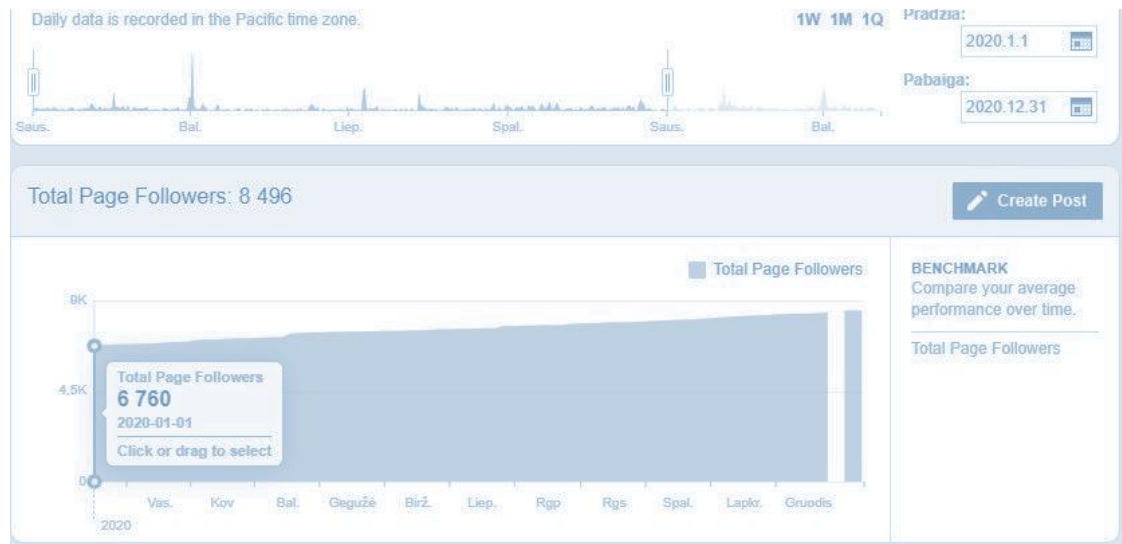 Daily data is recorded in the Pacific time zone.
1W 1M 1Q
Pradžia:
2020.1.1
Pabaiga:
2020.12.31
Saus. Bal. Liep. Spal. Saus. Bal.
Total Page Followers: 8 496
Create Post
Total Page Followers
BENCHMARK
Compare your average
performance over time.
Total Page Followers
9K
4,5K
0
Total Page Followers
6 760
2020-01-01
Click or drag to select
Vas. Kov Bal. Gegužė Birž. Liep. Rgp Rgs Spal. Lapkr. Gruodis
2020